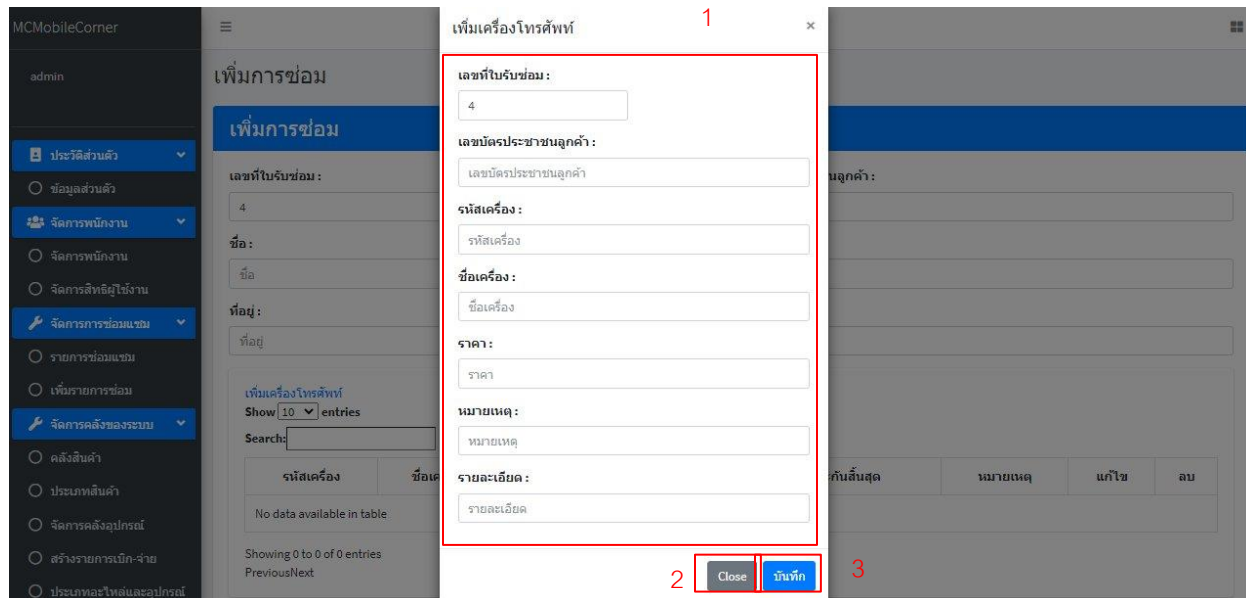 MCMobileCorner
admin
ประวัติส่วนตัว
ข้อมูลส่วนตัว
จัดการพนักงาน
จัดการพนักงาน
จัดการสิทธิผู้ใช้งาน
จัดการการซ่อมแซม
รายการซ่อมแซม
เพิ่มรายการซ่อม
จัดการคลังของระบบ
คลังสินค้า
ประเภทสินค้า
จัดการคลังอุปกรณ์
สร้างรายการเบิก-จ่าย
ประเภทอะไหล่และอุปกรณ์
เพิ่มการซ่อม
เพิ่มการซ่อม
เลขที่ใบรับซ่อม :
4
ชื่อ :
ชื่อ
ที่อยู่ :
ที่อยู่
เพิ่มเครื่องโทรศัพท์
Show 10 entries
Search:
รหัสเครื่อง หมายเหตุ แก้ไข ลบ
No data available in table
Showing 0 to 0 of 0 entries
PreviousNext
เพิ่มเครื่องโทรศัพท์ 1 ×
เลขที่ใบรับซ่อม :
4
เลขบัตรประชาชนลูกค้า :
เลขบัตรประชาชนลูกค้า
รหัสเครื่อง :
รหัสเครื่อง
ชื่อเครื่อง :
ชื่อเครื่อง
ราคา :
ราคา
หมายเหตุ :
หมายเหตุ
รายละเอียด :
รายละเอียด
2 Close บันทึก 3